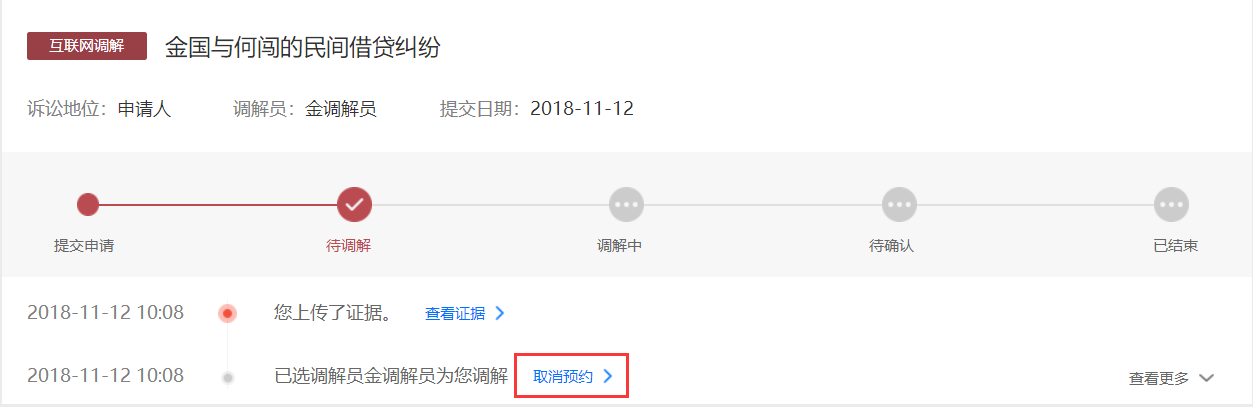 互联网调解 金国与何闯的民间借贷纠纷
诉讼地位：申请人 调解员：金调解员 提交日期：2018-11-12
提交申请 待调解 调解中 待确认 已结束
2018-11-12 10:08 您上传了证据。 查看证据
2018-11-12 10:08 已选调解员金调解员为您调解 取消预约 查看更多